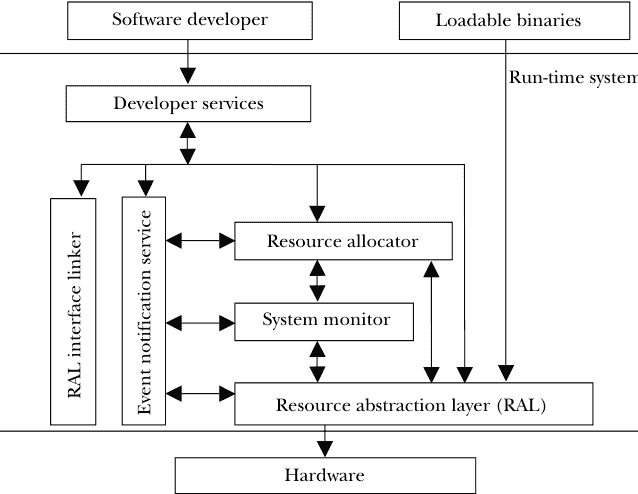 Software developer
Loadable binaries
Run-time system
Developer services
RAL interface linker
Event notification service
Resource allocator
System monitor
Resource abstraction layer (RAL)
Hardware